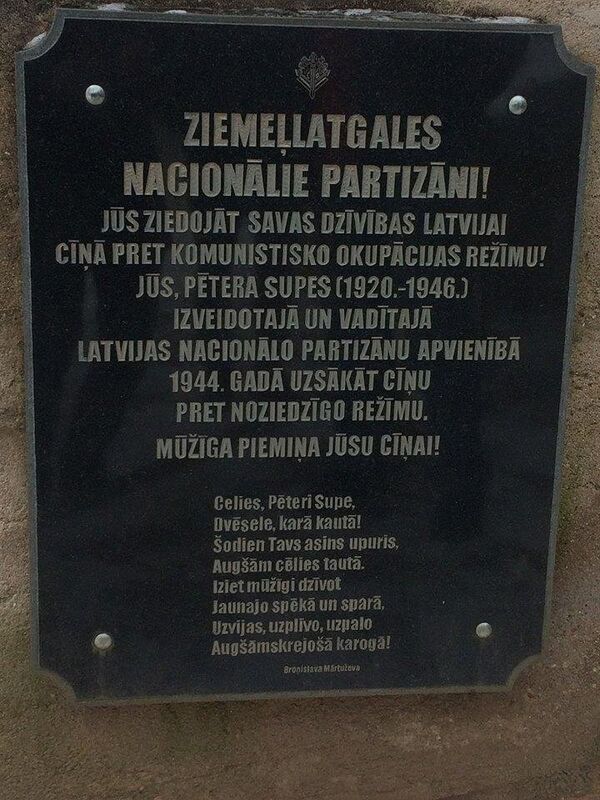 ZIEMEĻLATGALES
NACIONĀLIE PARTIZĀNI!
JŪS ZIEDOJĀT SAVAS DZĪVĪBAS LATVIJAI
CĪŅĀ PRET KOMUNISTISKO OKUPĀCIJAS REŽĪMU!
JŪS, PĒTERA SUPES (1920.-1946.)
IZVEIDOTAJĀ UN VADĪTAJĀ
LATVIJAS NACIONĀLO PARTIZĀNU APVIENĪBĀ
1944. GADĀ UZSĀKĀT CĪŅU
PRET NOZIEDZĪGO REŽĪMU.
MŪŽĪGA PIEMIŅA JŪSU CĪŅAI!
Celies, Pēteri Supe,
Dvēsele, karā kautā!
Šodien Tavs asins upuris,
Augšām cēlies tautā.
Iziet mūžīgi dzīvot
Jaunajo spēkā un sparā,
Uzvijas, uzplīvo, uzpalo
Augšāmskrejošā karogā!
Bronislava Mārtuževa